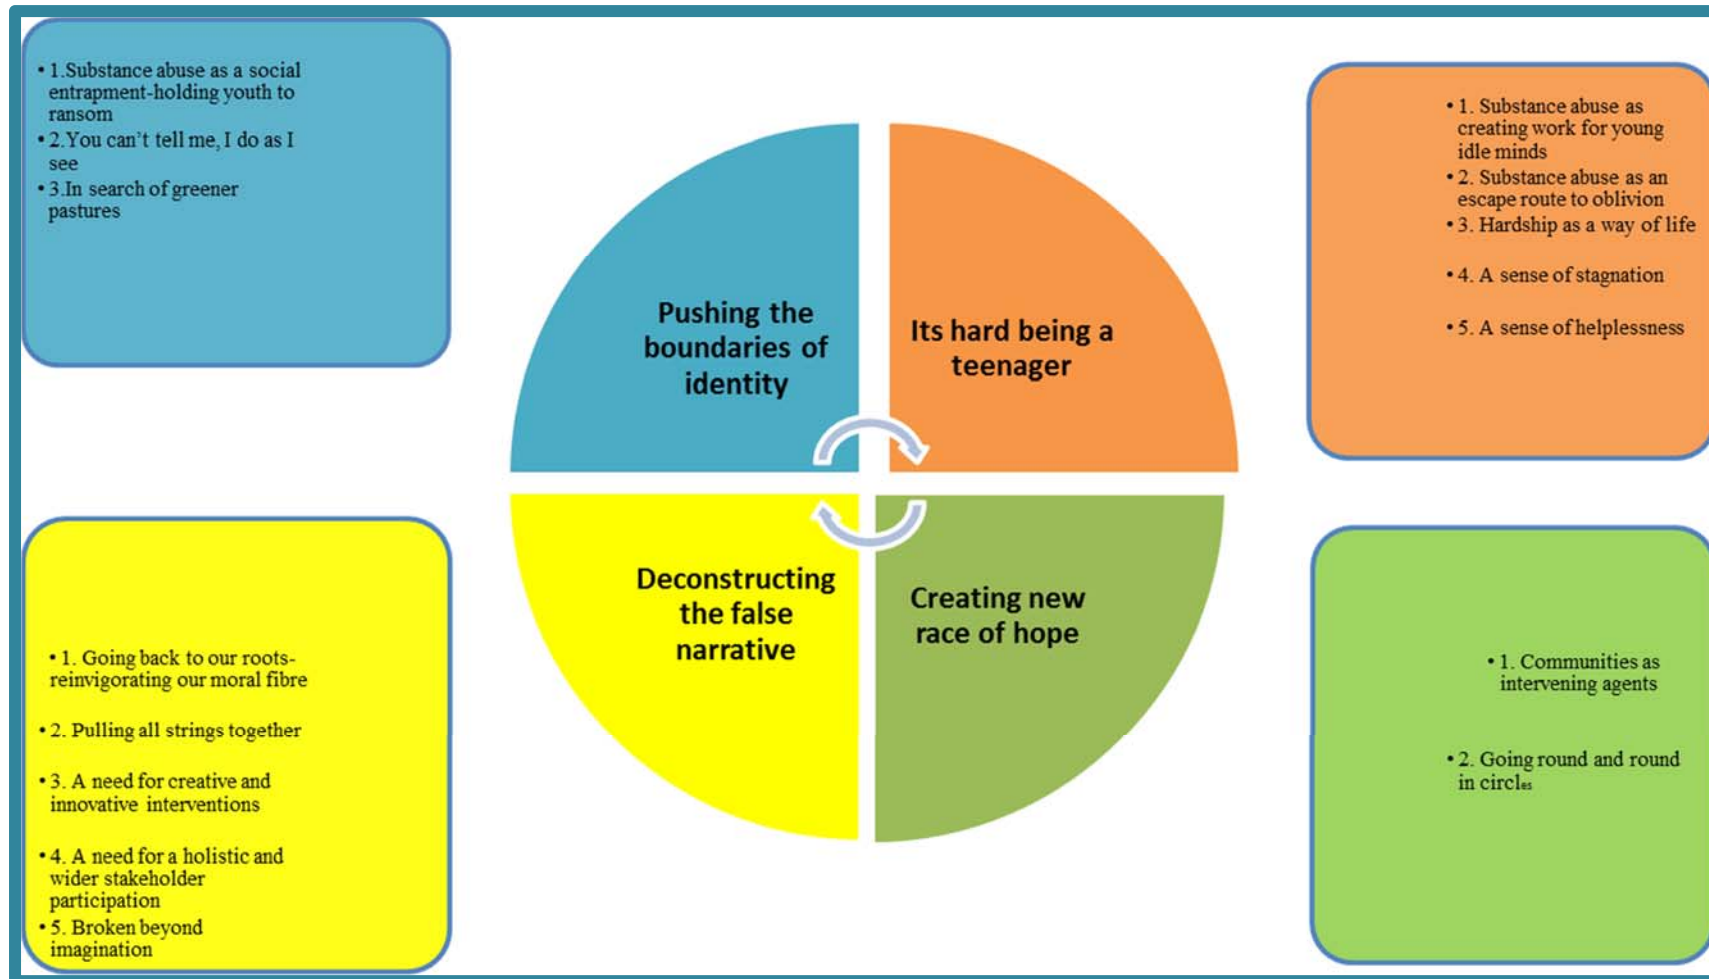 • 1.Substance abuse as a social
entrapment-holding youth to
ransom
• 2.You can’t tell me, I do as I
see
• 3.In search of greener
pastures
• 1. Substance abuse as
creating work for young
idle minds
• 2. Substance abuse as an
escape route to oblivion
• 3. Hardship as a way of life
• 4. A sense of stagnation
• 5. A sense of helplessness
Pushing the
boundaries of
identity
Its hard being a
teenager
Deconstructing
the false
narrative
Creating new
race of hope
• 1. Going back to our roots-
reinvigorating our moral fibre
• 2. Pulling all strings together
• 3. A need for creative and
innovative interventions
• 4. A need for a holistic and
wider stakeholder
participation
• 5. Broken beyond
imagination
• 1. Communities as
intervening agents
• 2. Going round and round
in circles